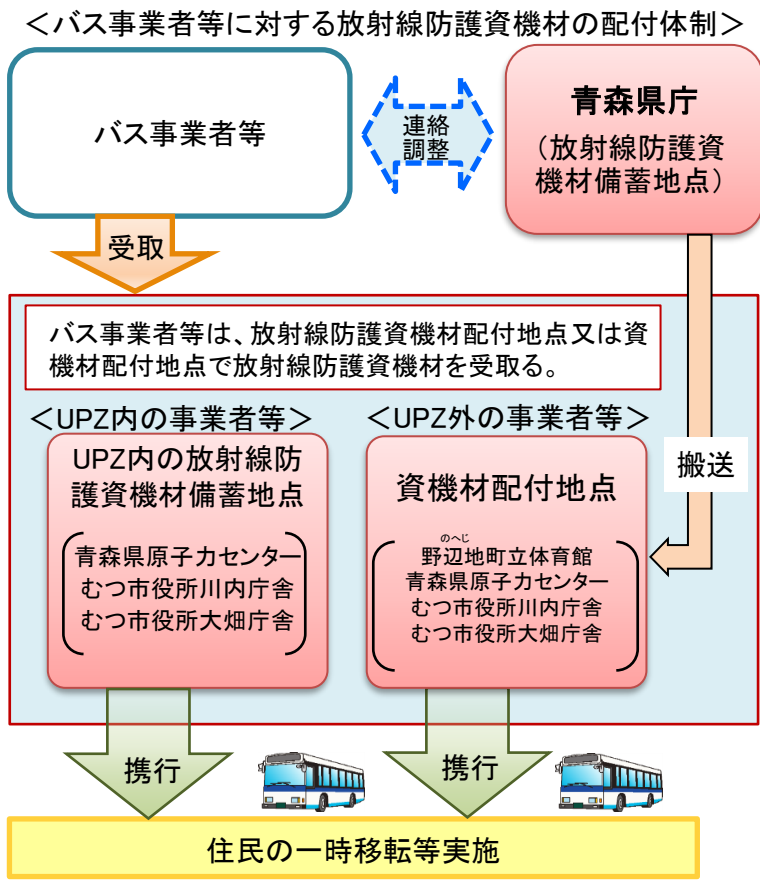 ＜バス事業者等に対する放射線防護資機材の配付体制＞
バス事業者等
連絡
調整
青森県庁
（放射線防護資
機材備蓄地点）
受取
バス事業者等は、放射線防護資機材配付地点又は資
機材配付地点で放射線防護資機材を受取る。
＜UPZ内の事業者等＞
UPZ内の放射線防
護資機材備蓄地点
青森県原子力センター
むつ市役所川内庁舎
むつ市役所大畑庁舎
＜UPZ外の事業者等＞
資機材配付地点
のへじ
野辺地町立体育館
青森県原子力センター
むつ市役所川内庁舎
むつ市役所大畑庁舎
搬送
携行
携行
住民の一時移転等実施